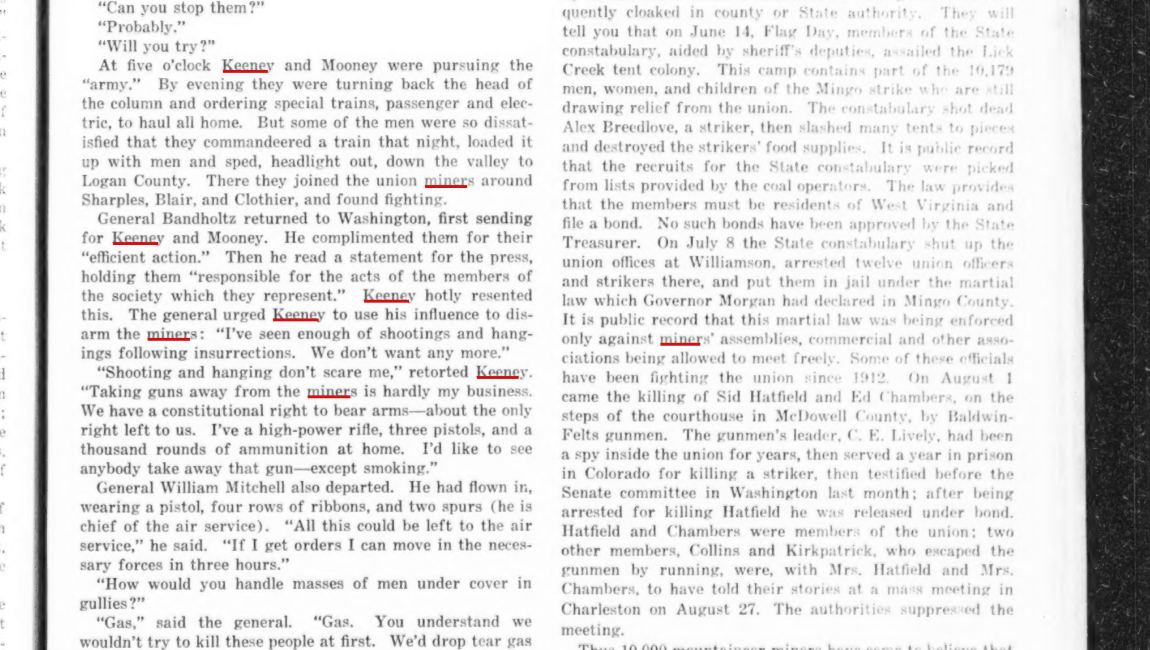 "Can you stop them?"
"Probably."
"Will you try?"
At five o'clock Keeney and Mooney were pursuing the
"army." By evening they were turning back the head of
the column and ordering special trains, passenger and elec-
tric, to haul all home. But some of the men were so dissat-
isfied that they commandeered a train that night, loaded it
up with men and sped, headlight out, down the valley to
Logan County. There they joined the union miners around
Sharples, Blair, and Clothier, and found fighting.
General Bandholtz returned to Washington, first sending
for Keeney and Mooney. He complimented them for their
"efficient action." Then he read a statement for the press,
holding them "responsible for the acts of the members of
the society which they represent." Keeney hotly resented
this. The general urged Keeney to use his influence to dis-
arm the miners: "I've seen enough of shootings and hang-
ings following insurrections. We don't want any more."
"Shooting and hanging don't scare me," retorted Keeney.
"Taking guns away from the miners is hardly my business.
We have a constitutional right to bear arms—about the only
right left to us. I've a high-power rifle, three pistols, and a
thousand rounds of ammunition at home. I'd like to see
anybody take away that gun—except smoking."
General William Mitchell also departed. He had flown in,
wearing a pistol, four rows of ribbons, and two spurs (he is
chief of the air service). "All this could be left to the air
service," he said. "If I get orders I can move in the neces-
sary forces in three hours."
"How would you handle masses of men under cover in
gullies?"
"Gas," said the general. "Gas. You understand we
wouldn't try to kill these people at first. We'd drop tear gas
quently cloaked in county or State authority. They will
tell you that on June 14, Flag Day, members of the State
constabulary, aided by sheriff's deputies, assailed the Lick
Creek tent colony. This camp contains part of the 10,179
men, women, and children of the Mingo strike who are still
drawing relief from the union. The constabulary shot dead
Alex Breedlove, a striker, then slashed many tents to pieces
and destroyed the strikers' food supplies. It is public record
that the recruits for the State constabulary were picked
from lists provided by the coal operators. The law provides
that the members must be residents of West Virginia and
file a bond. No such bonds have been approved by the State
Treasurer. On July 8 the State constabulary shut up the
union offices at Williamson, arrested twelve union officers
and strikers there, and put them in jail under the martial
law which Governor Morgan had declared in Mingo County.
It is public record that this martial law was being enforced
only against miners' assemblies, commercial and other asso-
ciations being allowed to meet freely. Some of these officials
have been fighting the union since 1912. On August 1
came the killing of Sid Hatfield and Ed Chambers, on the
steps of the courthouse in McDowell County, by Baldwin-
Felts gunmen. The gunmen's leader, C. E. Lively, had been
a spy inside the union for years, then served a year in prison
in Colorado for killing a striker, then testified before the
Senate committee in Washington last month; after being
arrested for killing Hatfield he was released under bond.
Hatfield and Chambers were members of the union; two
other members, Collins and Kirkpatrick, who escaped the
gunmen by running, were, with Mrs. Hatfield and Mrs.
Chambers, to have told their stories at a mass meeting in
Charleston on August 27. The authorities suppressed the
meeting.
Thus 10,000 mountaineer miners have come to believe that